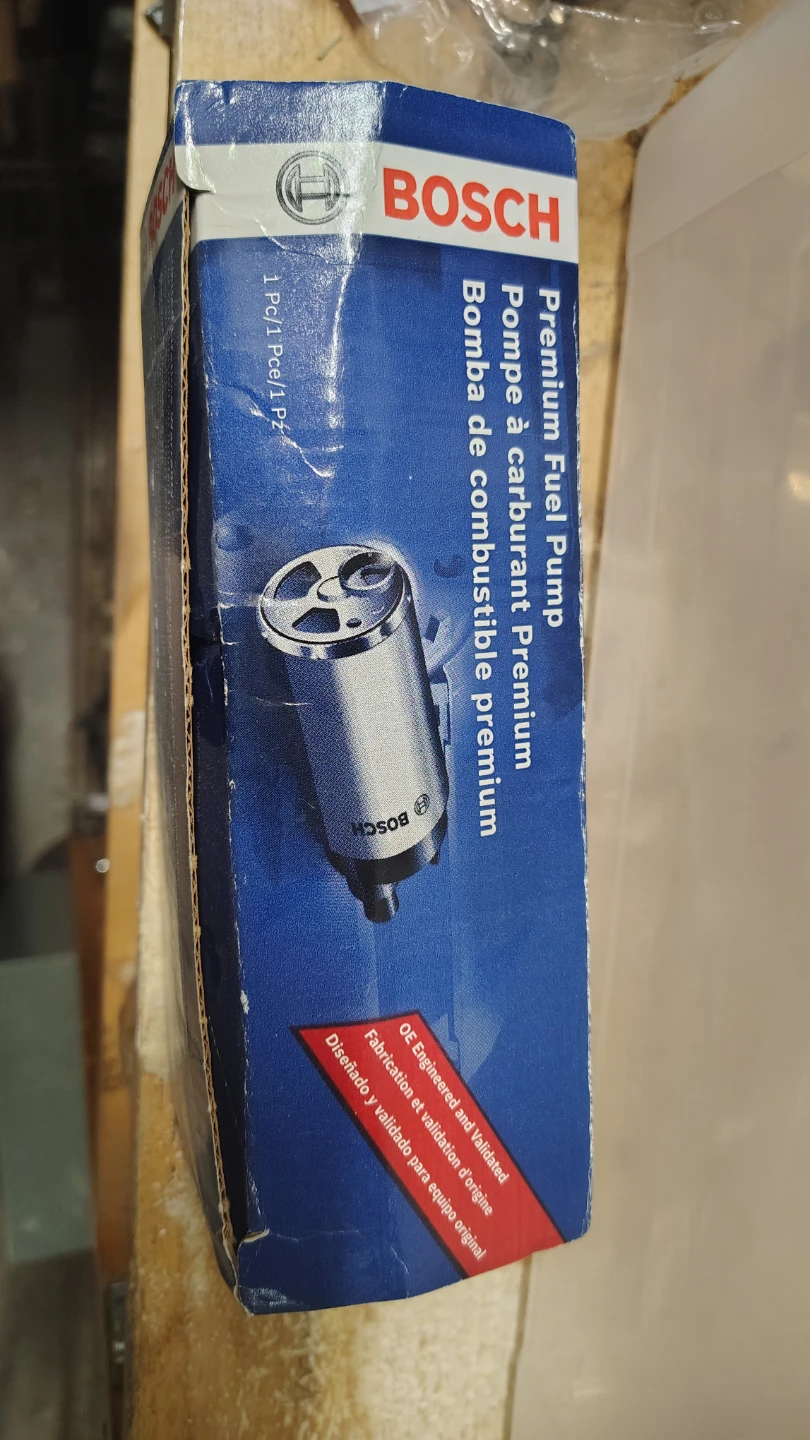 BOSCH
Premium Fuel Pump
Pompe à carburant Premium
Bomba de combustible premium
1 Pc/1 Pce/1 Pz
BOSCH
OE Engineered and Validated
Fabrication et validation d'origine
Diseñado y validado para equipo original
BOSCH